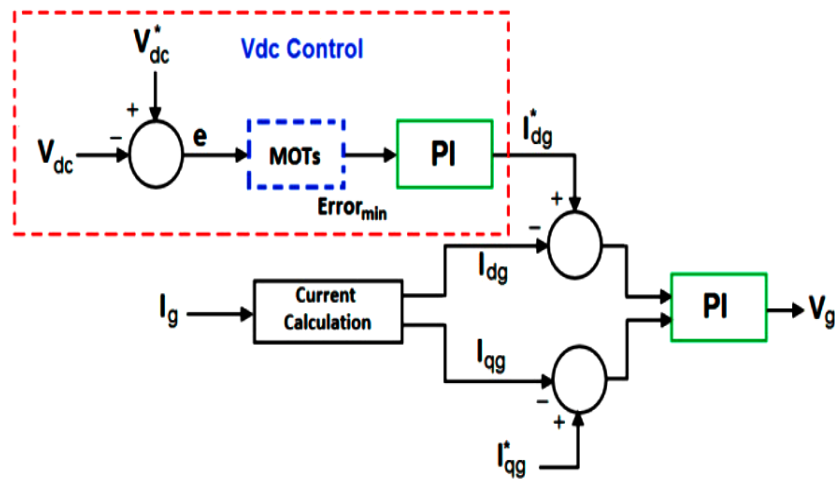 V*dc
Vdc Control
+
−
Vdc
e
MOTs
PI
I*dg
Errormin
+
−
Idg
Ig
Current
Calculation
PI
Vg
Iqg
−
+
I*qg